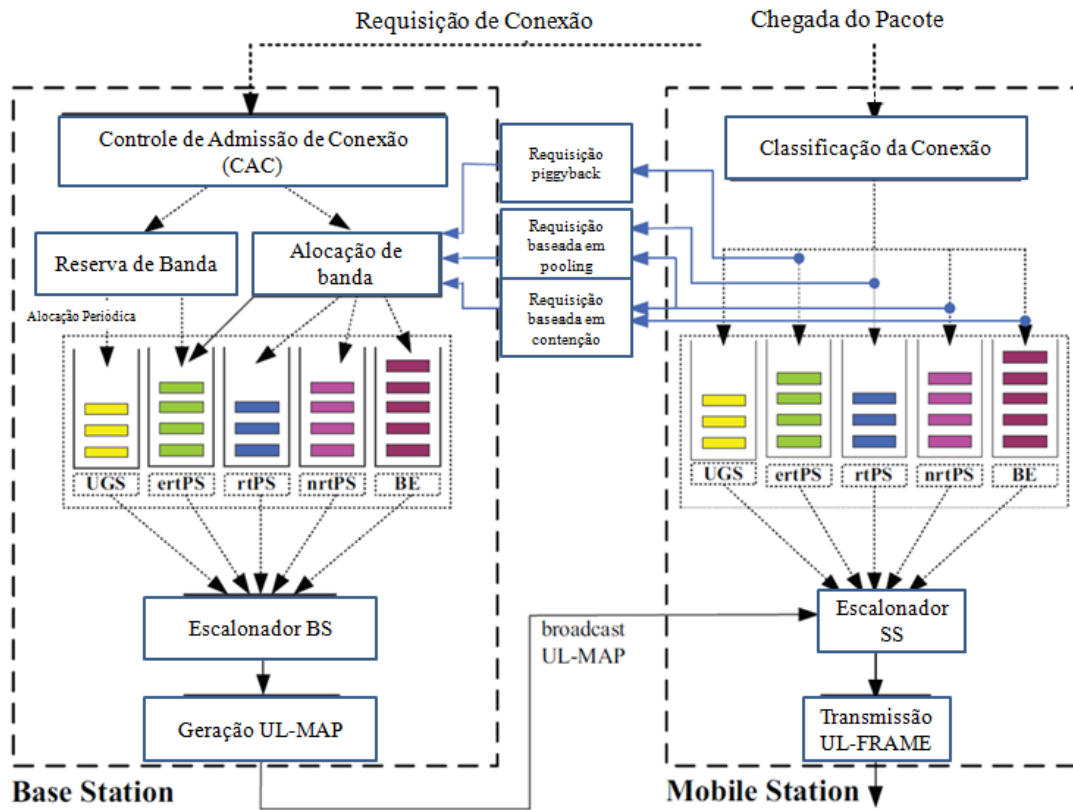 Requisição de Conexão
Chegada do Pacote
Controle de Admissão de Conexão
(CAC)
Requisição
piggyback
Classificação da Conexão
Reserva de Banda
Alocação de
banda
Requisição
baseada em
pooling
Requisição
baseada em
contenção
Alocação Periódica
UGS
ertPS
rtPS
nrtPS
BE
UGS
ertPS
rtPS
nrtPS
BE
Escalonador BS
broadcast
UL-MAP
Escalonador
SS
Geração UL-MAP
Transmissão
UL-FRAME
Base Station
Mobile Station